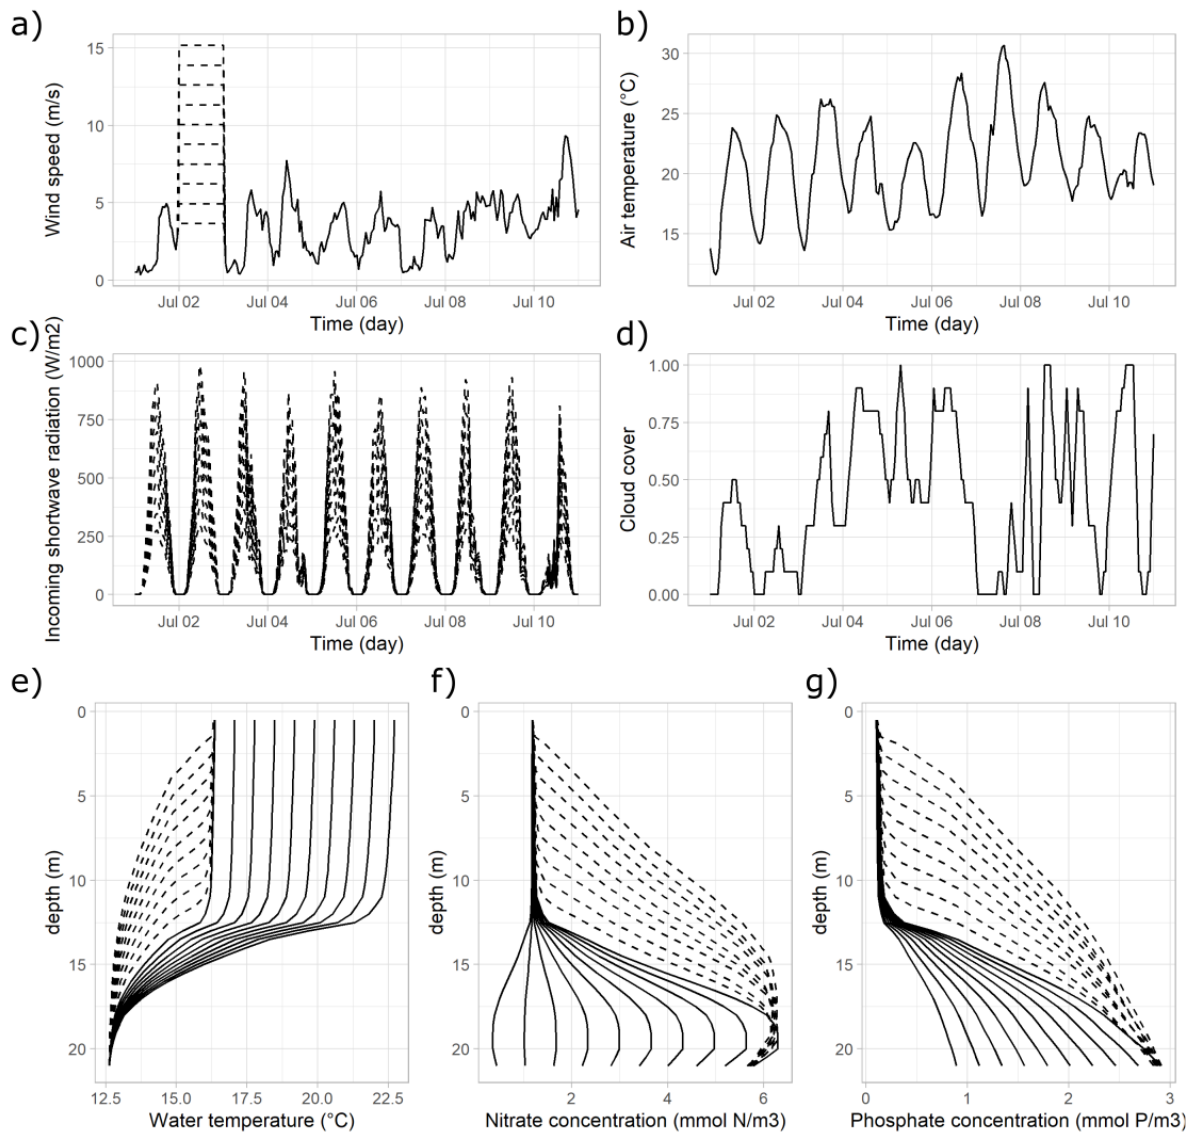 a)
Wind speed (m/s)
15
10
5
0
Jul 02 Jul 04 Jul 06 Jul 08 Jul 10
Time (day)
b)
Air temperature (°C)
30
25
20
15
Jul 02 Jul 04 Jul 06 Jul 08 Jul 10
Time (day)
c)
Incoming shortwave radiation (W/m2)
1000
750
500
250
0
Jul 02 Jul 04 Jul 06 Jul 08 Jul 10
Time (day)
d)
Cloud cover
1.00
0.75
0.50
0.25
0.00
Jul 02 Jul 04 Jul 06 Jul 08 Jul 10
Time (day)
e)
depth (m)
0
5
10
15
20
12.5 15.0 17.5 20.0 22.5
Water temperature (°C)
f)
depth (m)
0
5
10
15
20
2 4 6
Nitrate concentration (mmol N/m3)
g)
depth (m)
0
5
10
15
20
0 1 2 3
Phosphate concentration (mmol P/m3)